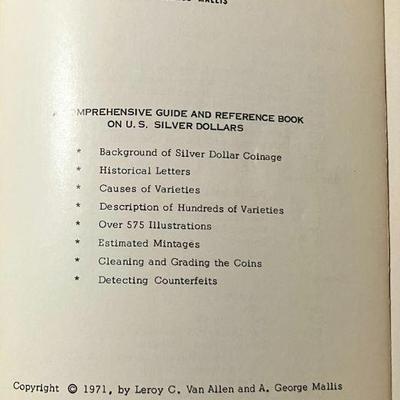 MALLIS
COMPREHENSIVE GUIDE AND REFERENCE BOOK
ON U.S. SILVER DOLLARS
* Background of Silver Dollar Coinage
* Historical Letters
* Causes of Varieties
* Description of Hundreds of Varieties
* Over 575 Illustrations
* Estimated Mintages
* Cleaning and Grading the Coins
* Detecting Counterfeits
Copyright © 1971, by Leroy C. Van Allen and A. George Mallis